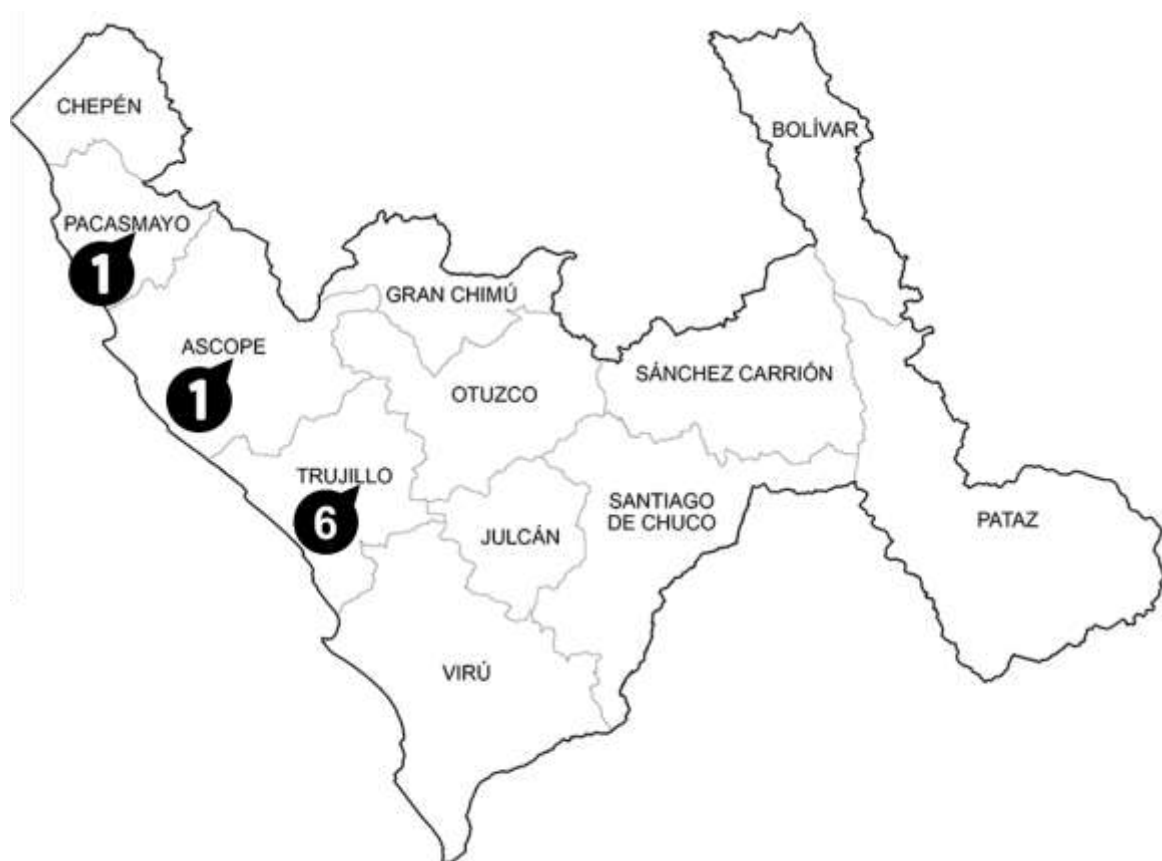 CHEPÉN
BOLÍVAR
PACASMAYO
1
GRAN CHIMÚ
ASCOPE
1
SÁNCHEZ CARRIÓN
OTUZCO
TRUJILLO
6
SANTIAGO
DE CHUCO
JULCÁN
PATAZ
VIRÚ